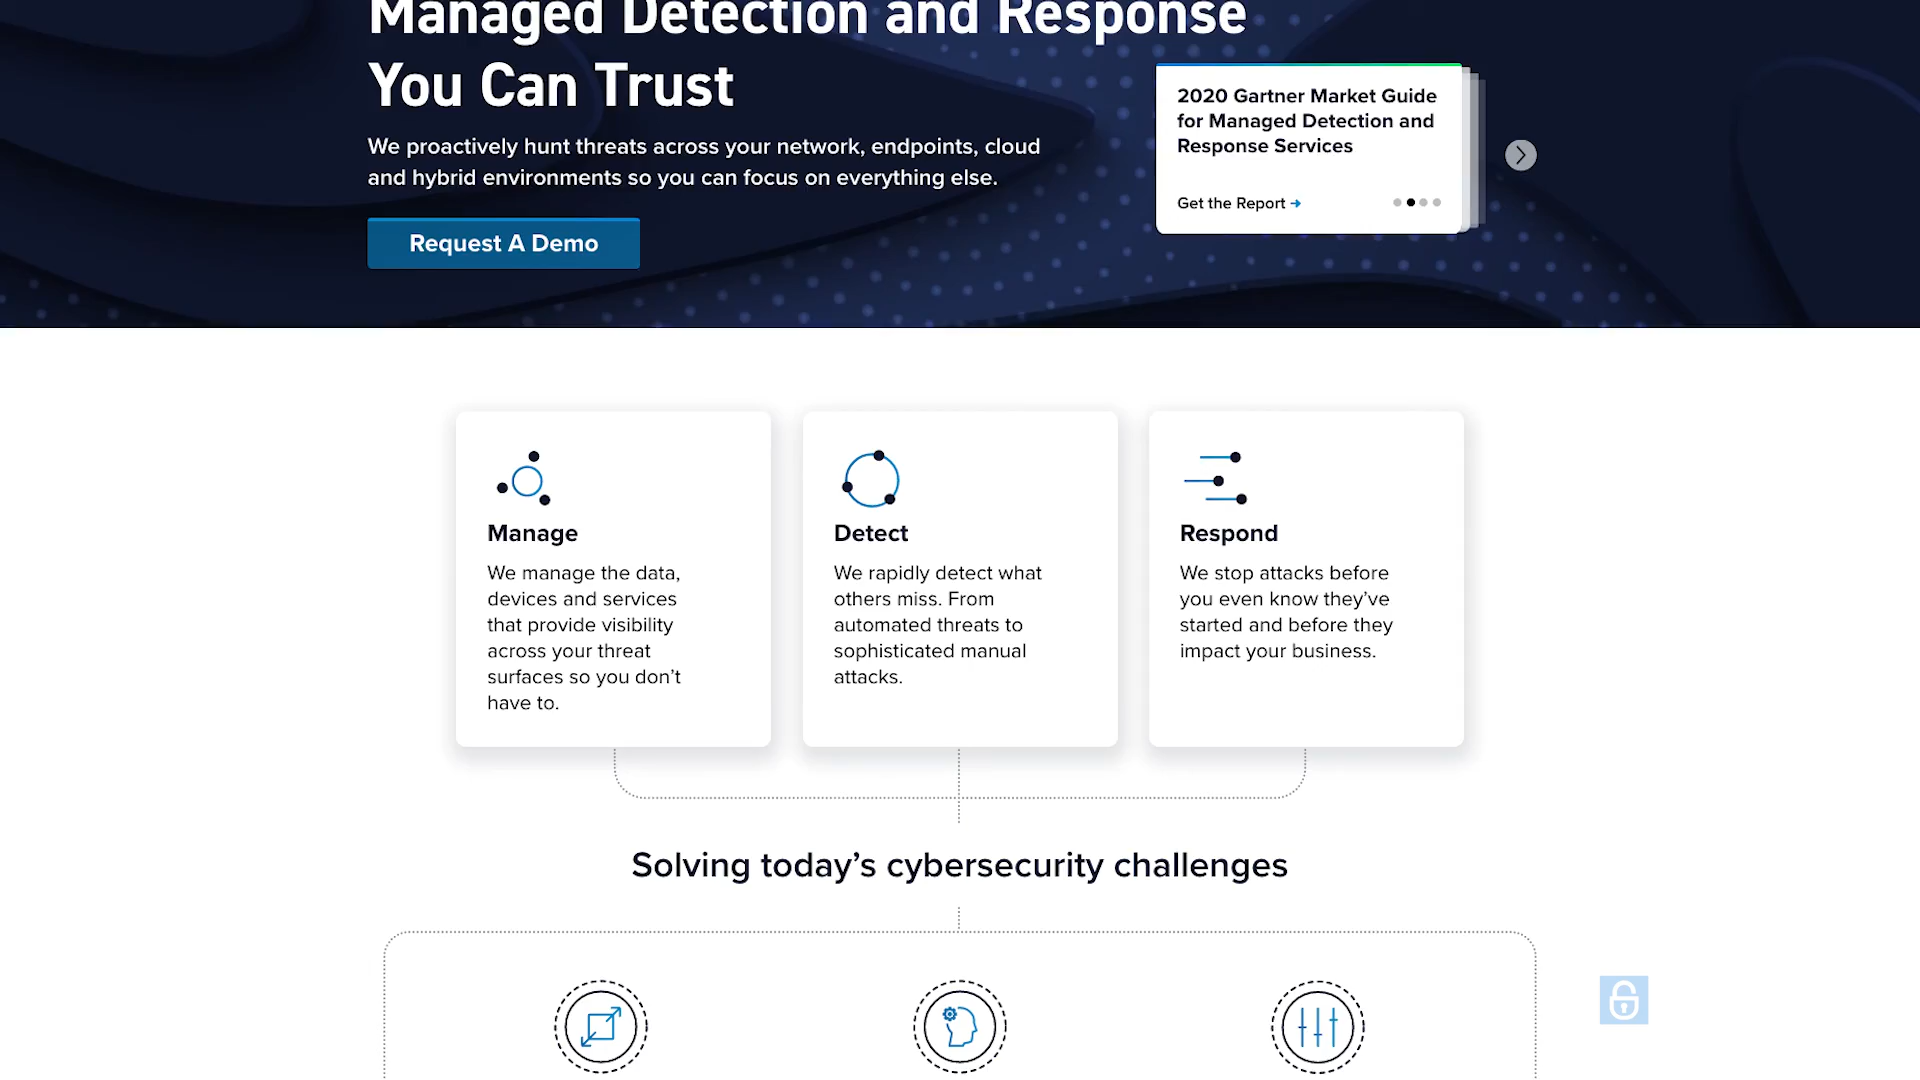 Managed Detection and Response
You Can Trust
We proactively hunt threats across your network, endpoints, cloud
and hybrid environments so you can focus on everything else.
Request A Demo
2020 Gartner Market Guide
for Managed Detection and
Response Services
Get the Report
Manage
We manage the data,
devices and services
that provide visibility
across your threat
surfaces so you don’t
have to.
Detect
We rapidly detect what
others miss. From
automated threats to
sophisticated manual
attacks.
Respond
We stop attacks before
you even know they’ve
started and before they
impact your business.
Solving today’s cybersecurity challenges